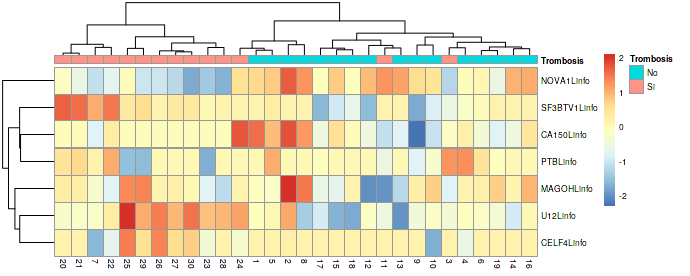 Trombosis
NOVA1Linfo
SF3BTV1Linfo
CA150Linfo
PTBLinfo
MAGOHLinfo
U12Linfo
CELF4Linfo
20 21 7 22 25 29 26 27 30 23 28 24 1 5 2 8 17 15 18 12 11 13 9 10 3 4 6 19 14 16
2
1
0
-1
-2
Trombosis
No
SI